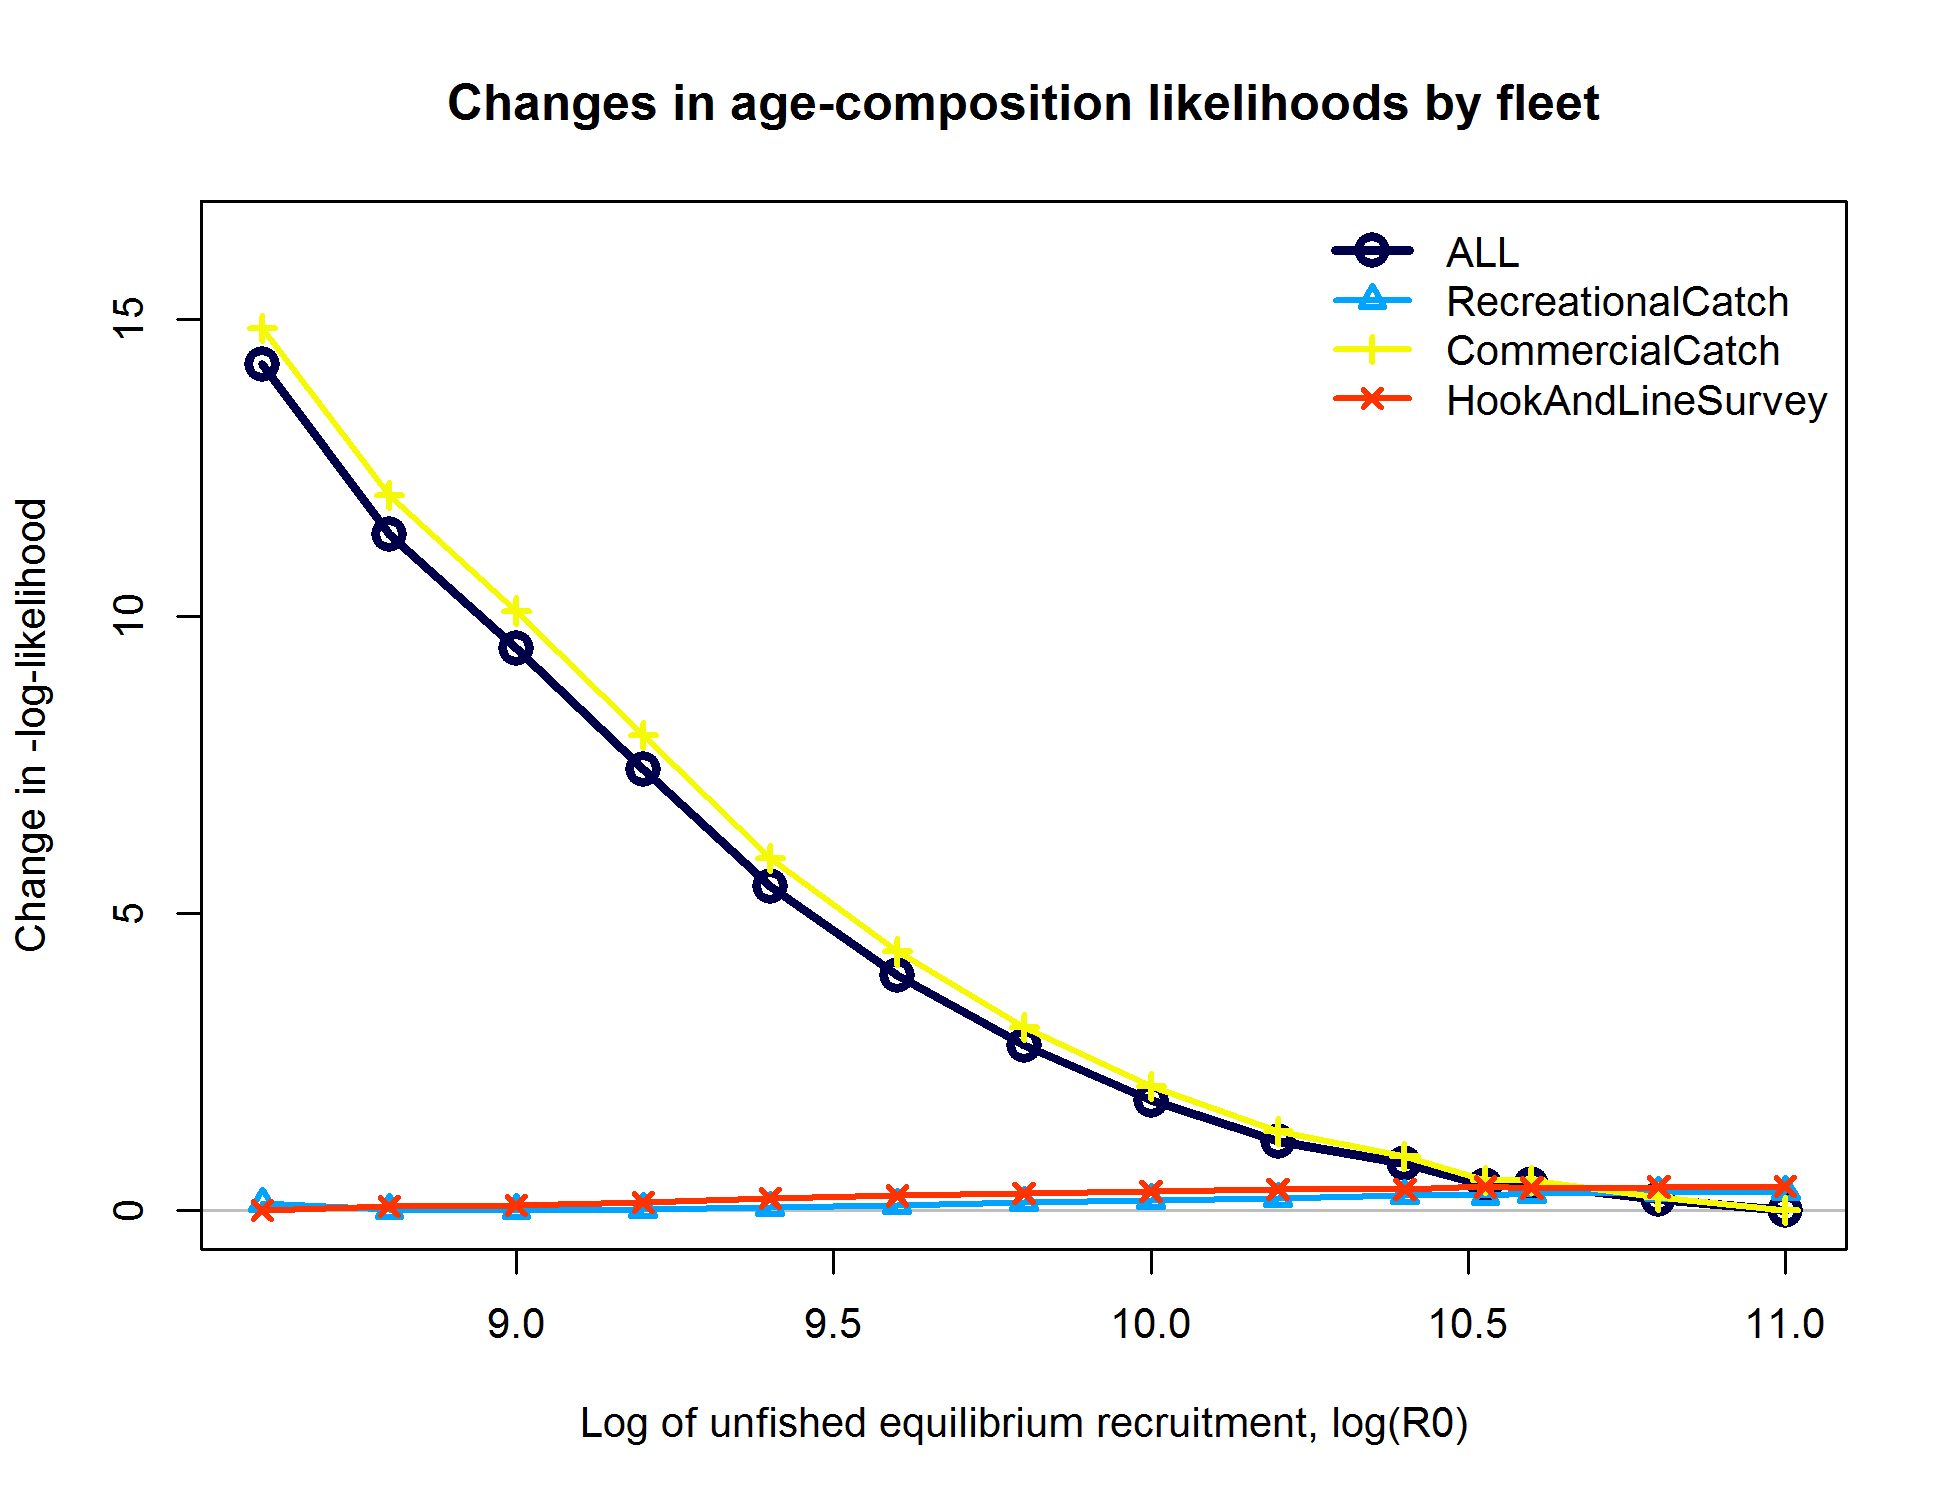 Changes in age-composition likelihoods by fleet
ALL
RecreationalCatch
CommercialCatch
HookAndLineSurvey
Change in -log-likelihood
15
10
5
0
9.0 9.5 10.0 10.5 11.0
Log of unfished equilibrium recruitment, log(R0)